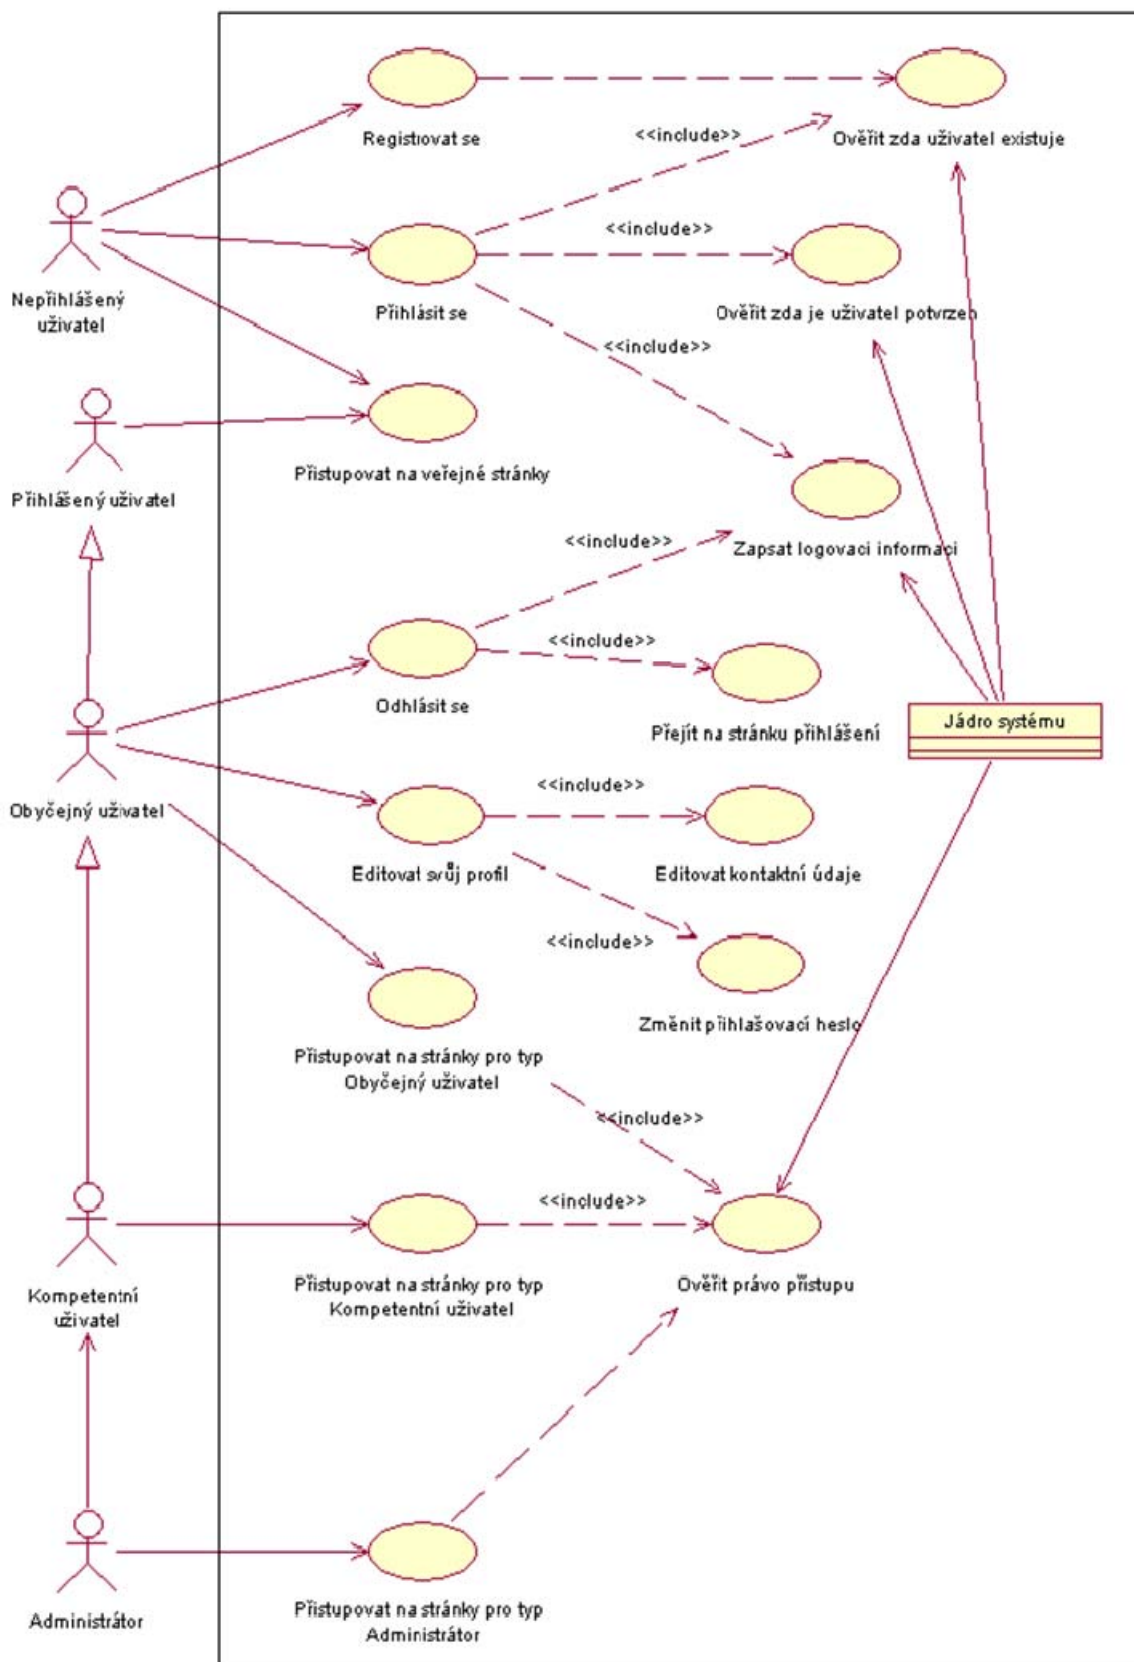 Registrovat se
<<include>>
Ověřit zda uživatel existuje
<<include>>
Nepřihlášený
uživatel
Přihlásit se
Ověřit zda je uživatel potvrzen
<<include>>
Přistupovat na veřejné stránky
Přihlášený uživatel
<<include>>
Zapsat logovaci informaci
<<include>>
Odhlásit se
Přejít na stránku přihlášení
Jádro systému
<<include>>
Obyčejný uživatel
Editovat svůj profil
Editovat kontaktní údaje
<<include>>
Změnit přihlašovací heslo
Přistupovat na stránky pro typ
Obyčejný uživatel
<<include>>
<<include>>
Kompetentní
uživatel
Přistupovat na stránky pro typ
Kompetentní uživatel
Ověřit právo přístupu
Administrátor
Přistupovat na stránky pro typ
Administrátor